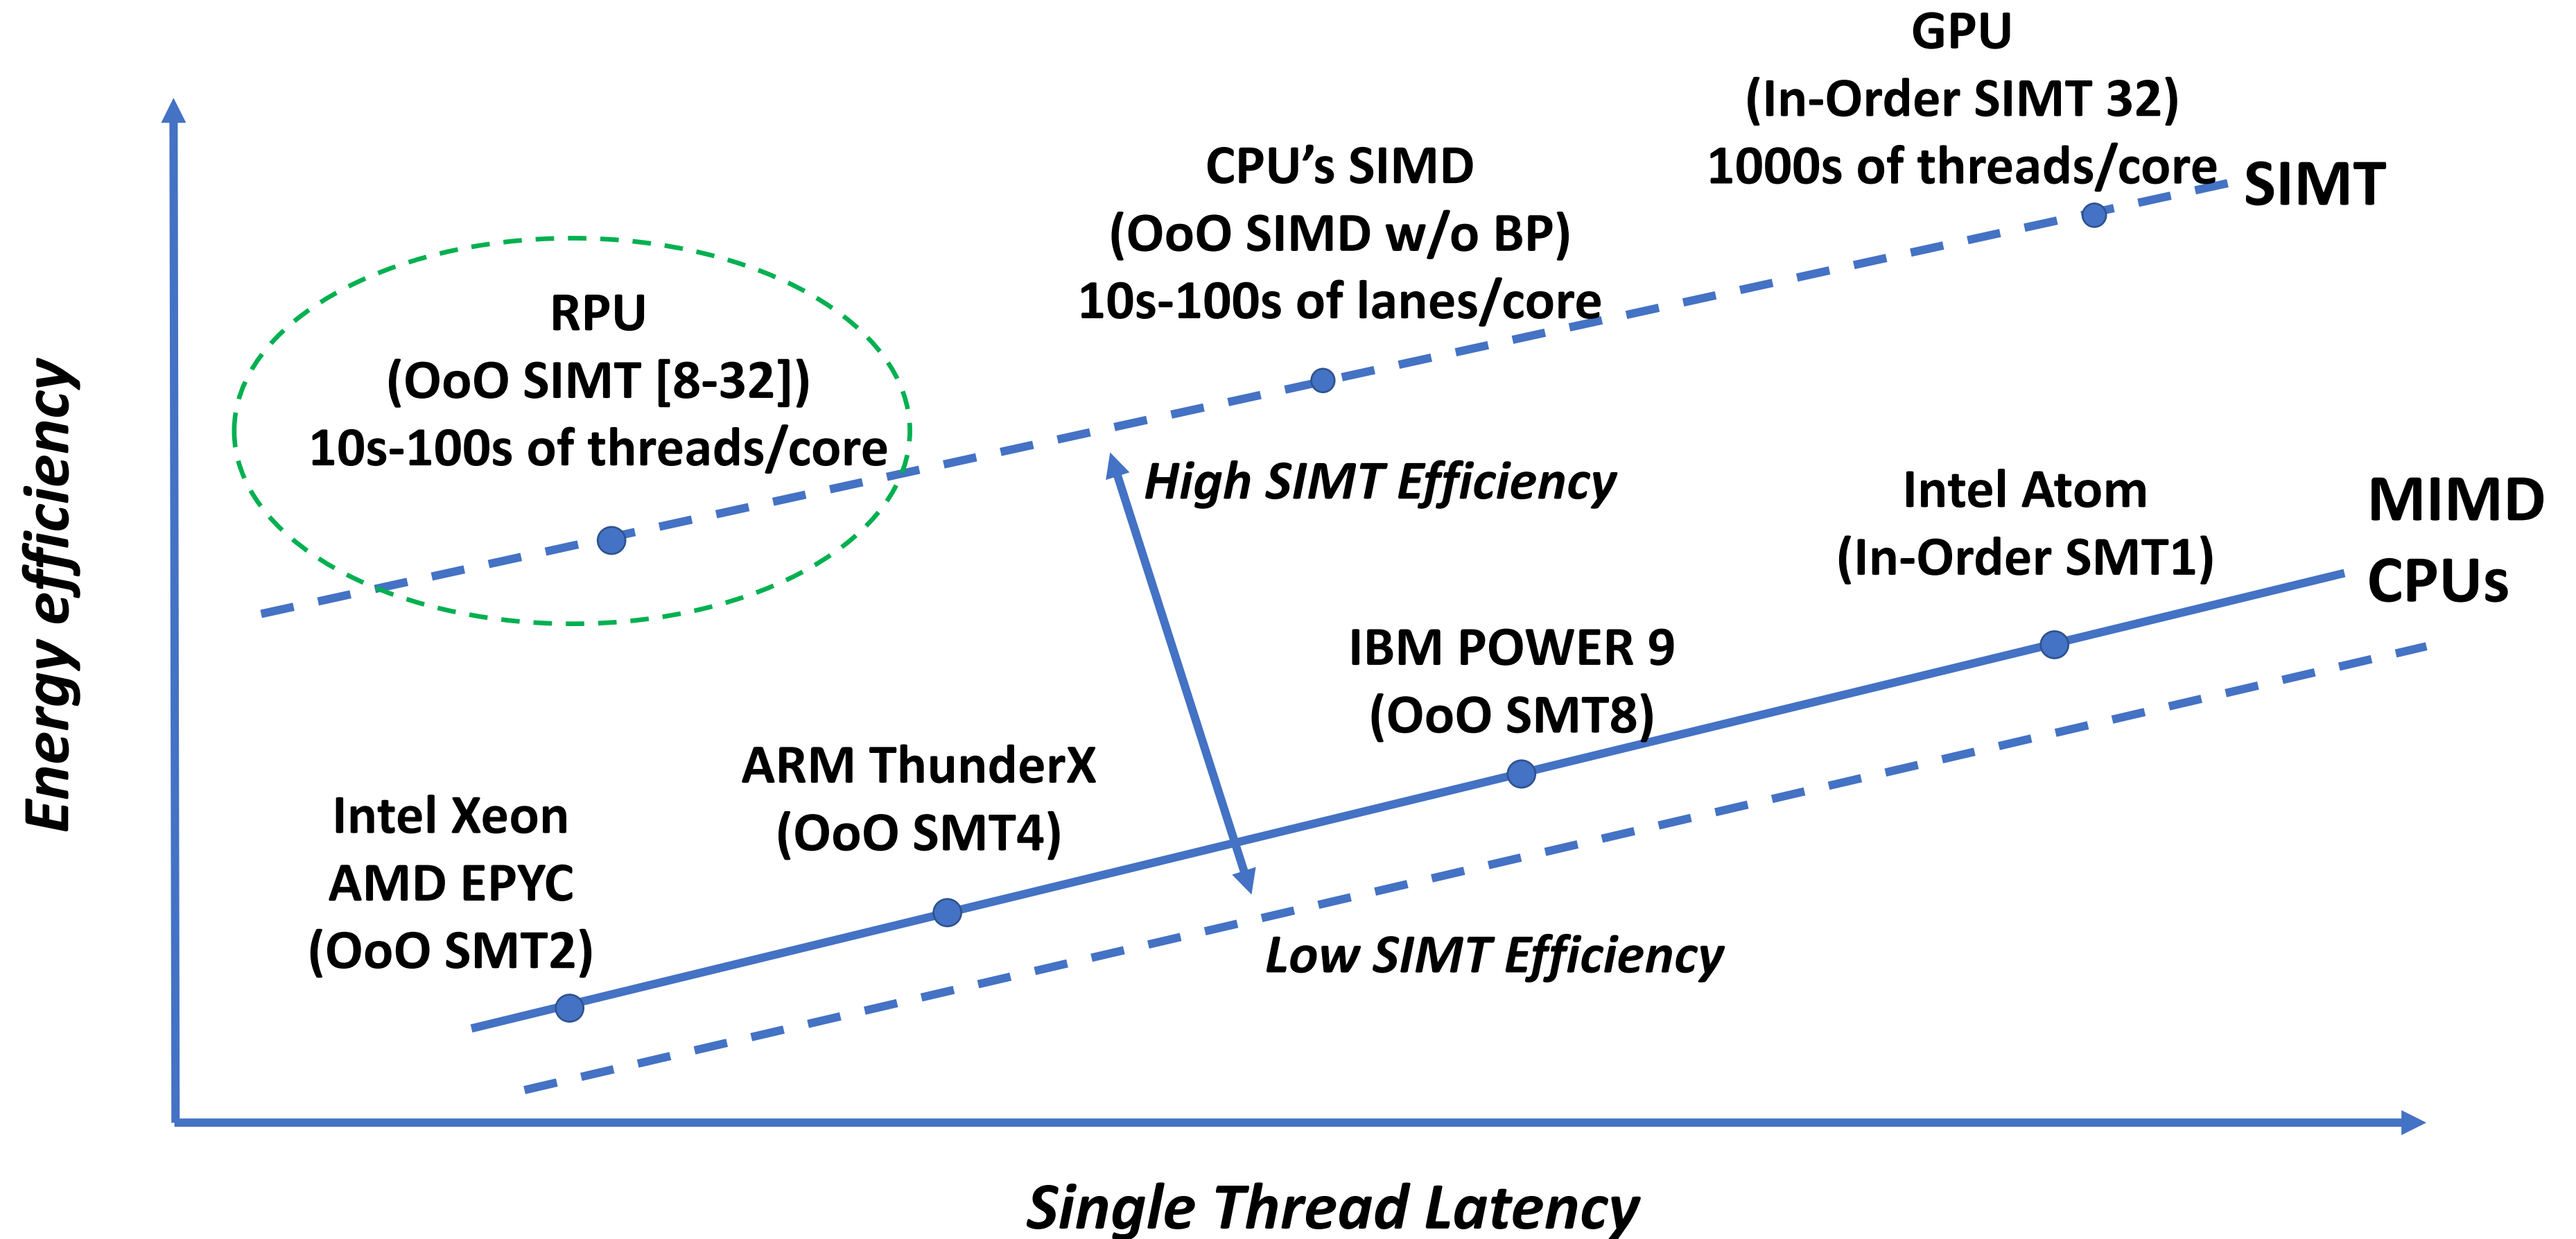 GPU
(In-Order SIMT 32)
1000s of threads/core
SIMT
CPU's SIMD
(OoO SIMD w/o BP)
10s-100s of lanes/core
RPU
(OoO SIMT [8-32])
10s-100s of threads/core
High SIMT Efficiency
Intel Atom
(In-Order SMT1)
MIMD
CPUs
IBM POWER 9
(OoO SMT8)
ARM ThunderX
(OoO SMT4)
Intel Xeon
AMD EPYC
(OoO SMT2)
Low SIMT Efficiency
Energy efficiency
Single Thread Latency